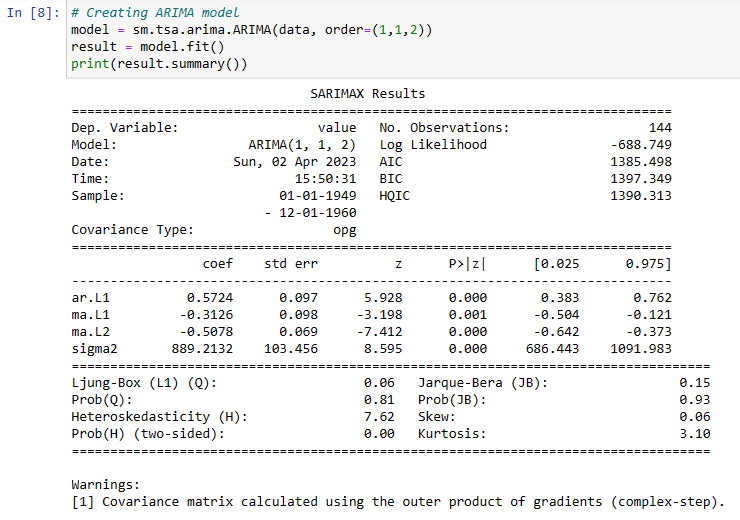 In [8]: # Creating ARIMA model
model = sm.tsa.arima.ARIMA(data, order=(1,1,2))
result = model.fit()
print(result.summary())
SARIMAX Results
==============================================================================
Dep. Variable:                  value   No. Observations:                  144
Model:                 ARIMA(1, 1, 2)   Log Likelihood                -688.749
Date:                Sun, 02 Apr 2023   AIC                           1385.498
Time:                        15:50:31   BIC                           1397.349
Sample:                    01-01-1949   HQIC                          1390.313
- 12-01-1960
Covariance Type:                  opg
==============================================================================
coef    std err          z      P>|z|      [0.025      0.975]
------------------------------------------------------------------------------
ar.L1          0.5724      0.097      5.928      0.000       0.383       0.762
ma.L1         -0.3126      0.098     -3.198      0.001      -0.504      -0.121
ma.L2         -0.5078      0.069     -7.412      0.000      -0.642      -0.373
sigma2       889.2132    103.456      8.595      0.000     686.443    1091.983
===================================================================================
Ljung-Box (L1) (Q):                   0.06   Jarque-Bera (JB):                 0.15
Prob(Q):                              0.81   Prob(JB):                         0.93
Heteroskedasticity (H):               7.62   Skew:                             0.06
Prob(H) (two-sided):                  0.00   Kurtosis:                         3.10
===================================================================================
Warnings:
[1] Covariance matrix calculated using the outer product of gradients (complex-step).